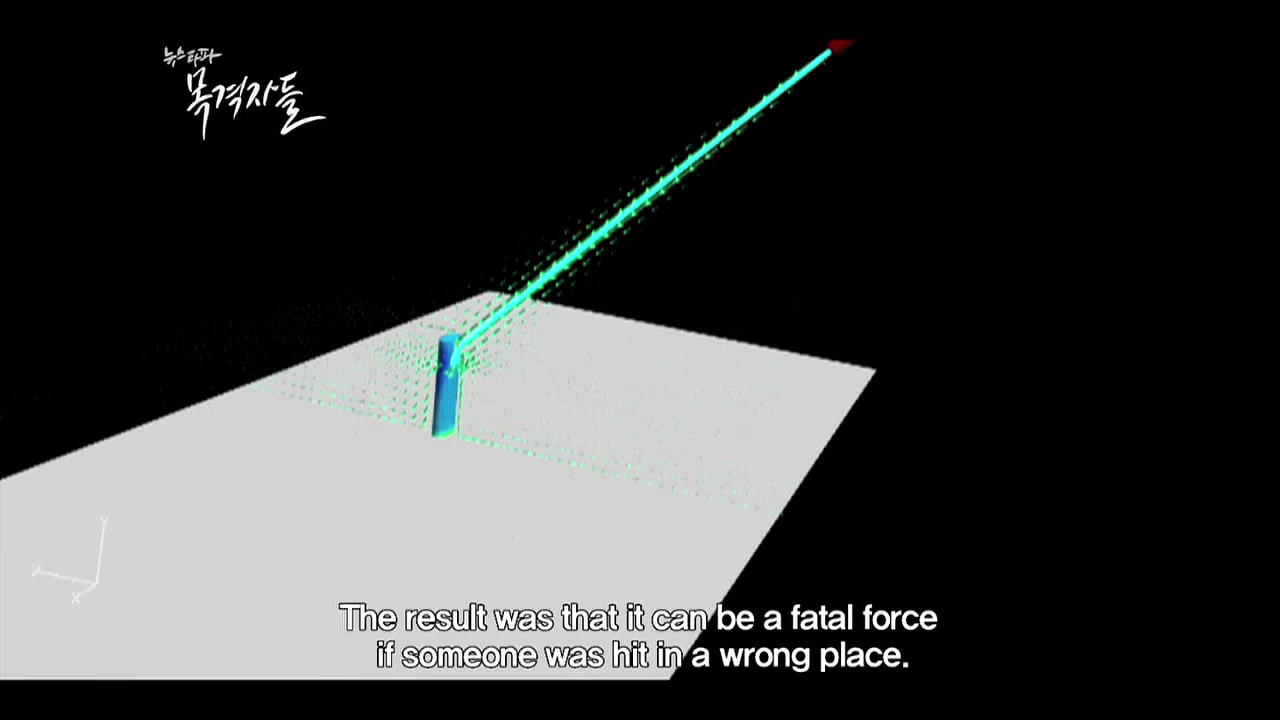 뉴스타파
목격자들
Y
Z
X
The result was that it can be a fatal force
if someone was hit in a wrong place.